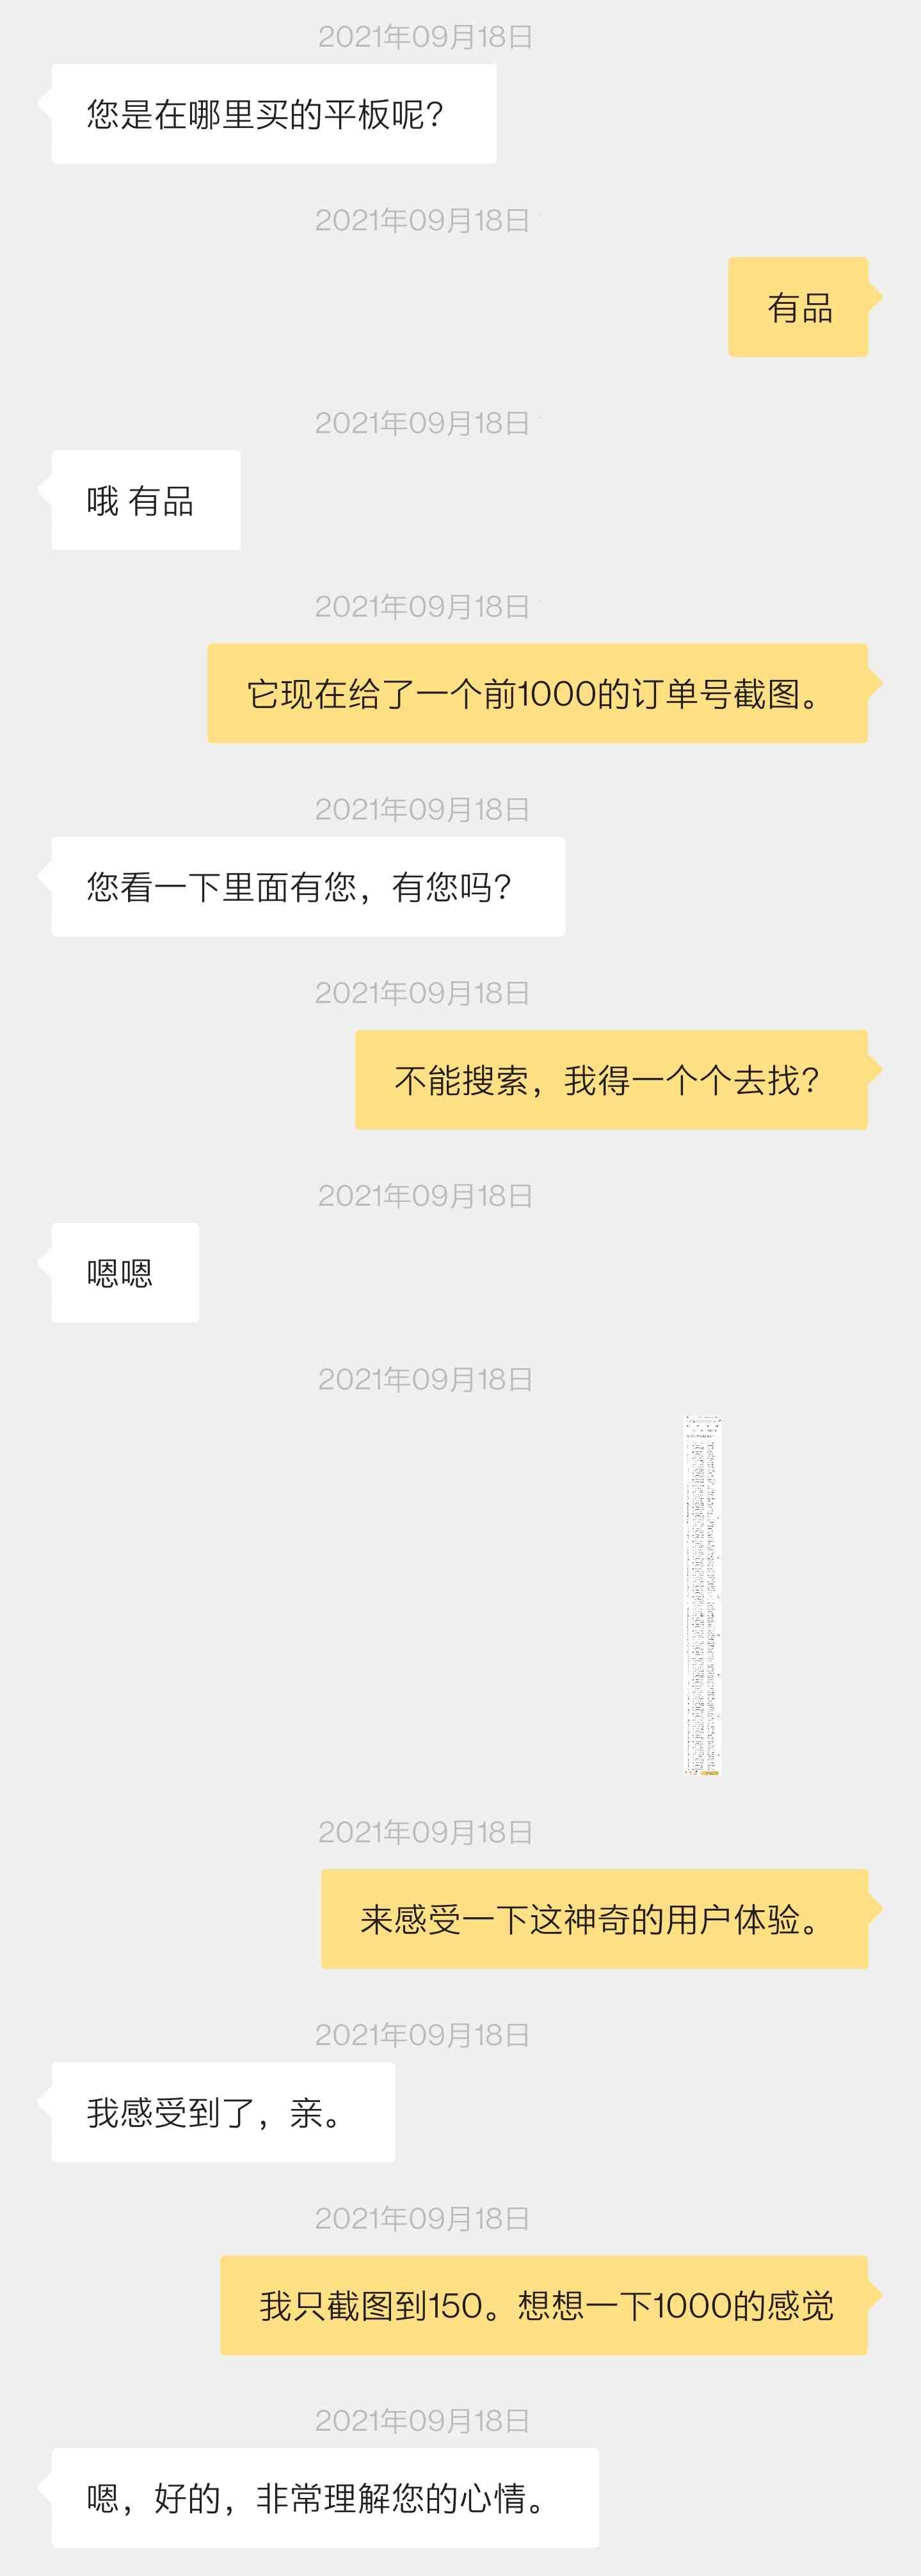 2021年09月18日
您是在哪里买的平板呢?
2021年09月18日
有品
2021年09月18日
哦 有品
2021年09月18日
它现在给了一个前1000的订单号截图。
2021年09月18日
您看一下里面有您，有您吗?
2021年09月18日
不能搜索，我得一个个去找?
2021年09月18日
嗯嗯
2021年09月18日
2021年09月18日
来感受一下这神奇的用户体验。
2021年09月18日
我感受到了，亲。
2021年09月18日
我只截图到150。想想一下1000的感觉
2021年09月18日
嗯，好的，非常理解您的心情。